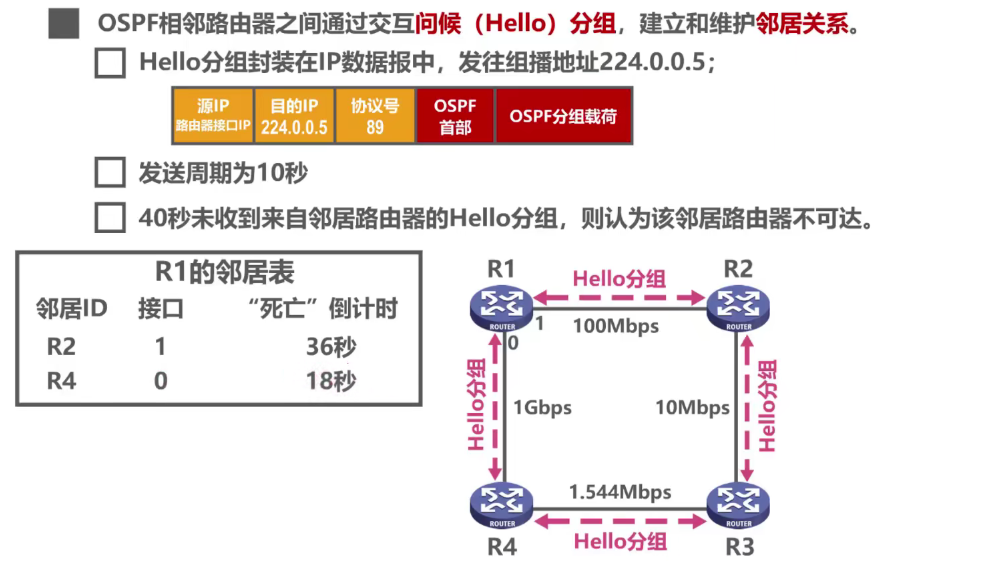 OSPF相邻路由器之间通过交互问候（Hello）分组，建立和维护邻居关系。
Hello分组封装在IP数据报中，发往组播地址224.0.0.5；
源IP 目的IP 协议号 OSPF OSPF分组载荷
路由器接口IP 224.0.0.5 89 首部
发送周期为10秒
40秒未收到来自邻居路由器的Hello分组，则认为该邻居路由器不可达。
R1的邻居表
邻居ID 接口 “死亡”倒计时
R2 1 36秒
R4 0 18秒
R1 Hello分组 R2
ROUTER 1 100Mbps ROUTER
0
Hello分组 1Gbps 10Mbps Hello分组
1.544Mbps
ROUTER ROUTER
R4 Hello分组 R3